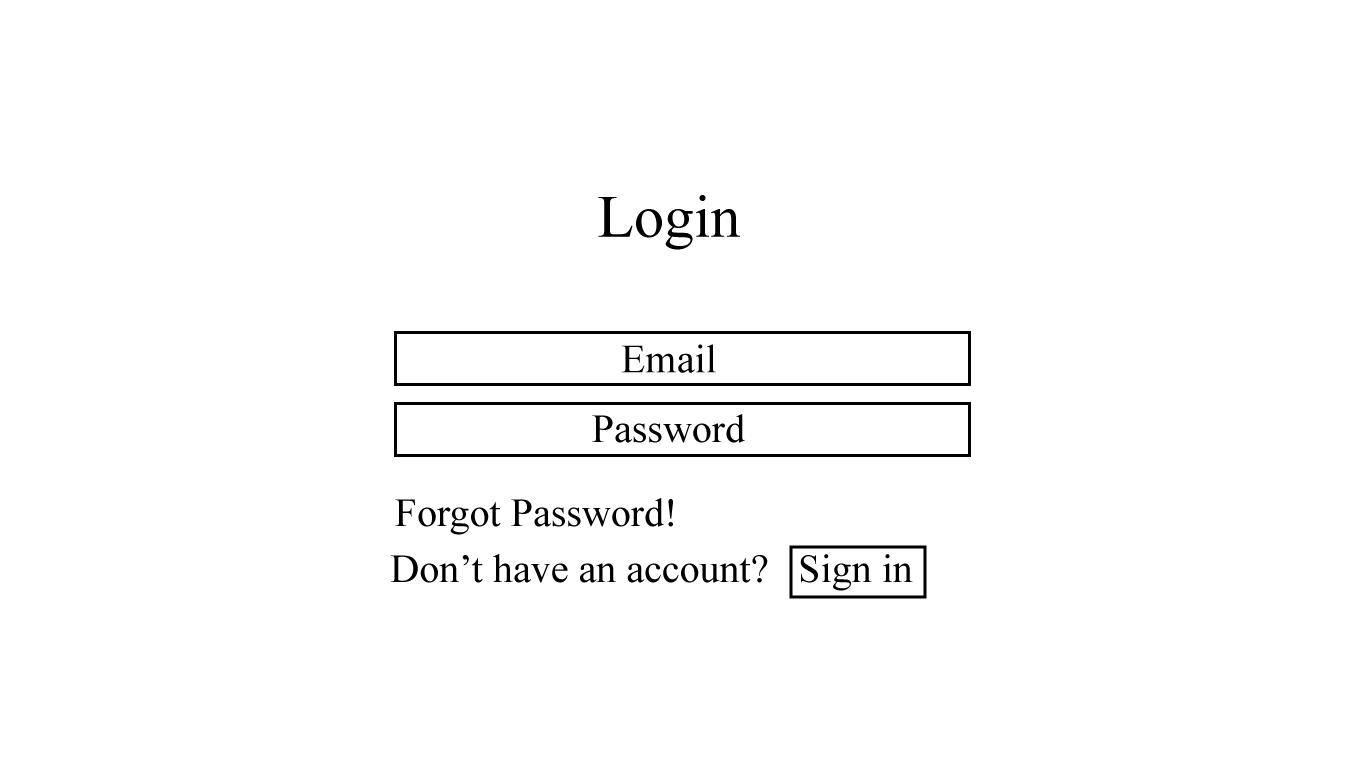 Login
Email
Password
Forgot Password!
Don’t have an account? Sign in